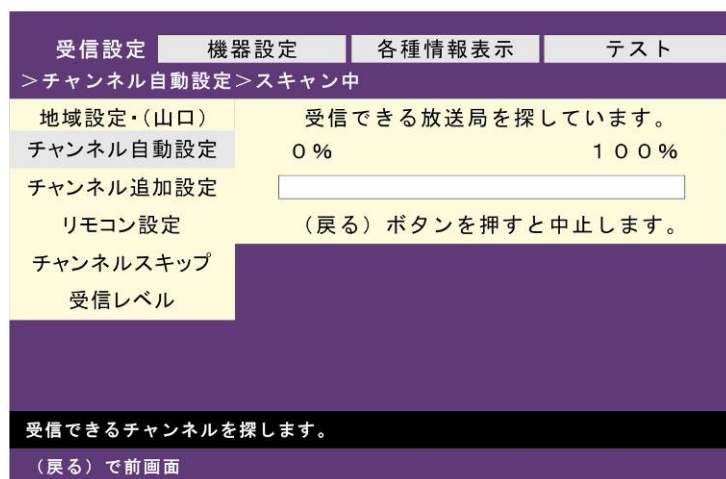 受信設定 機器設定 各種情報表示 テスト
>チャンネル自動設定>スキャン中
地域設定・(山口)
チャンネル自動設定
チャンネル追加設定
リモコン設定
チャンネルスキップ
受信レベル
受信できる放送局を探しています。
0% 100%
(戻る)ボタンを押すと中止します。
受信できるチャンネルを探します。
(戻る)で前画面